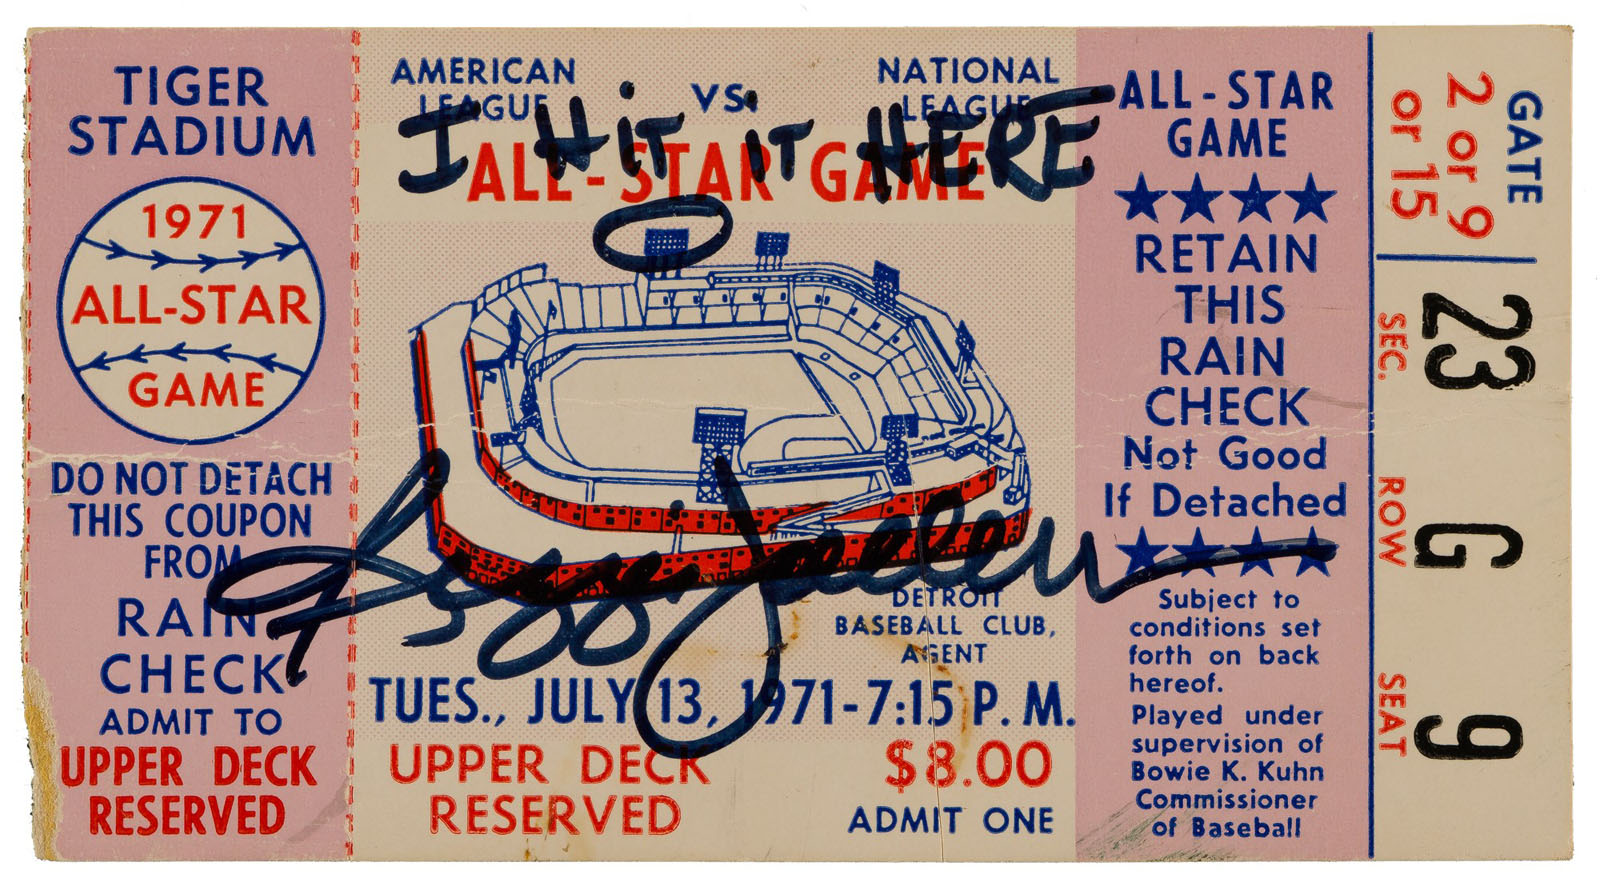 TIGER
STADIUM
1971
ALL-STAR
GAME
DO NOT DETACH
THIS COUPON
FROM
RAIN
CHECK
ADMIT TO
UPPER DECK
RESERVED
AMERICAN
LEAGUE
VS.
NATIONAL
LEAGUE
I HiT iT HERE
ALL-STAR GAME
Reggie Jackson
DETROIT
BASEBALL CLUB,
AGENT
TUES., JULY 13, 1971-7:15 P. M.
UPPER DECK
RESERVED
$8.00
ADMIT ONE
ALL-STAR
GAME
RETAIN
THIS
RAIN
CHECK
Not Good
If Detached
Subject to
conditions set
forth on back
hereof.
Played under
supervision of
Bowie K. Kuhn
Commissioner
of Baseball
GATE
2 or 9
or 15
23
SEC.
G
ROW
9
SEAT